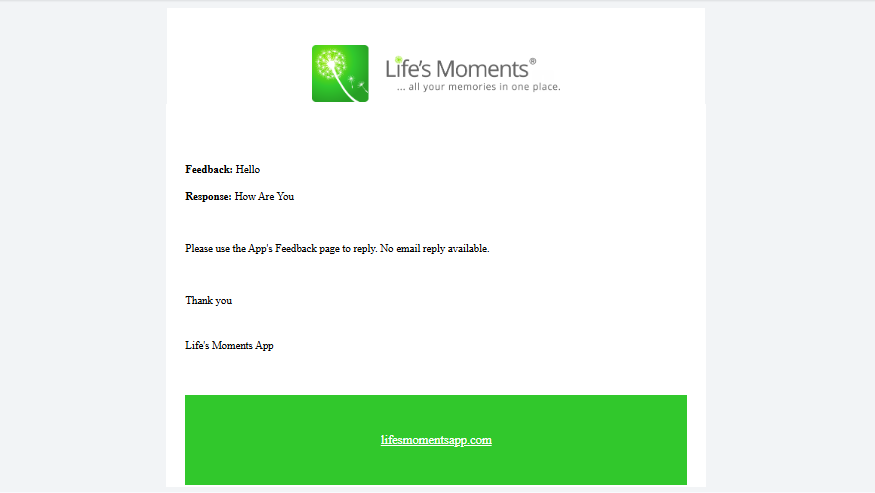 Life's Moments®
... all your memories in one place.
Feedback: Hello
Response: How Are You
Please use the App's Feedback page to reply. No email reply available.
Thank you
Life's Moments App
lifesmomentsapp.com